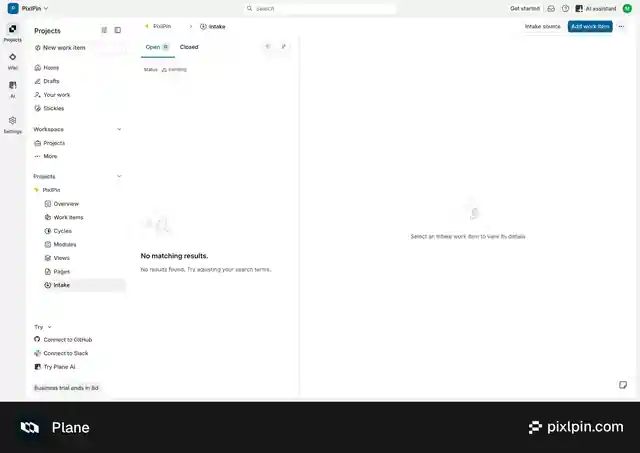 PixlPin
Search
Get started
AI assistant
M
Projects
Wiki
AI
Settings
Projects
New work item
Home
Drafts
Your work
Stickies
Workspace
Projects
More
Projects
PixlPin
Overview
Work items
Cycles
Modules
Views
Pages
Intake
Try
Connect to GitHub
Connect to Slack
Try Plane AI
Business trial ends in 8d
PixlPin > Intake
Intake source
Add work item
Open 0
Closed
Status
Pending
No matching results.
No results found. Try adjusting your search terms.
Select an Intake work item to view its details
Plane
pixlpin.com